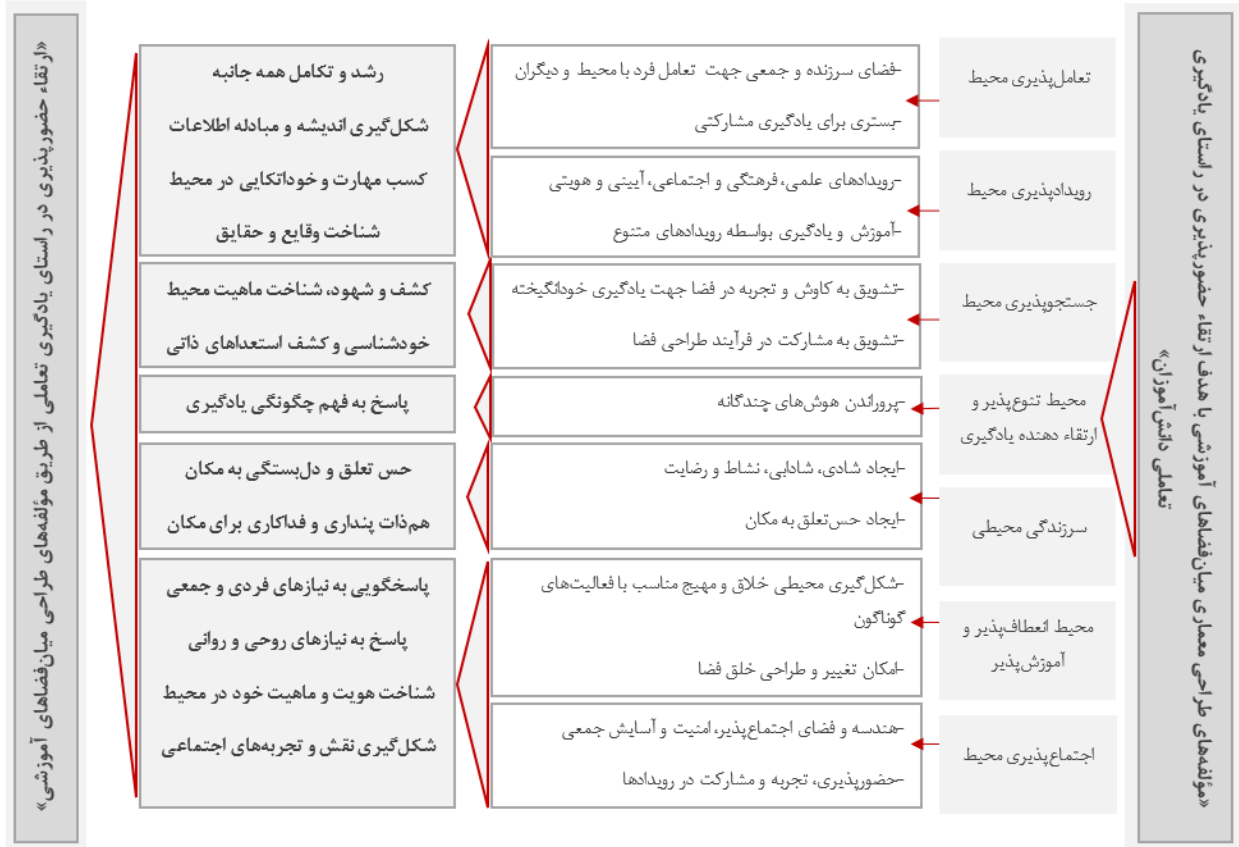 «مؤلفه‌های طراحی معماری میان‌فضاهای آموزشی با هدف ارتقاء حضورپذیری در راستای یادگیری
تعاملی دانش‌آموزان»
تعامل‌پذیری محیط
رویدادپذیری محیط
جستجوپذیری محیط
محیط تنوع‌پذیر و
ارتقاء دهنده یادگیری
سرزندگی محیطی
محیط انعطاف‌پذیر و
آموزش‌پذیر
اجتماع‌پذیری محیط
-فضای سرزنده و جمعی جهت تعامل فرد با محیط و دیگران
-بستری برای یادگیری مشارکتی
-رویدادهای علمی، فرهنگی و اجتماعی، آیینی و هویتی
-آموزش و یادگیری بواسطه رویدادهای متنوع
-تشویق به کاوش و تجربه در فضا جهت یادگیری خودانگیخته
-تشویق به مشارکت در فرآیند طراحی فضا
-پروراندن هوش‌های چندگانه
-ایجاد شادی، شادابی، نشاط و رضایت
-ایجاد حس‌تعلق به مکان
-شکل‌گیری محیطی خلاق و مهیج مناسب با فعالیت‌های
گوناگون
-امکان تغییر و طراحی خلق فضا
-هندسه و فضای اجتماع‌پذیر، امنیت و آسایش جمعی
-حضورپذیری، تجربه و مشارکت در رویدادها
رشد و تکامل همه جانبه
شکل‌گیری اندیشه و مبادله اطلاعات
کسب مهارت و خوداتکایی در محیط
شناخت وقایع و حقایق
کشف و شهود، شناخت ماهیت محیط
خودشناسی و کشف استعداهای ذاتی
پاسخ به فهم چگونگی یادگیری
حس تعلق و دل‌بستگی به مکان
هم‌ذات پنداری و فداکاری برای مکان
پاسخگویی به نیازهای فردی و جمعی
پاسخ به نیازهای روحی و روانی
شناخت هویت و ماهیت خود در محیط
شکل‌گیری نقش و تجربه‌های اجتماعی
«ارتقاء حضورپذیری در راستای یادگیری تعاملی از طریق مؤلفه‌های طراحی میان‌فضاهای آموزشی»